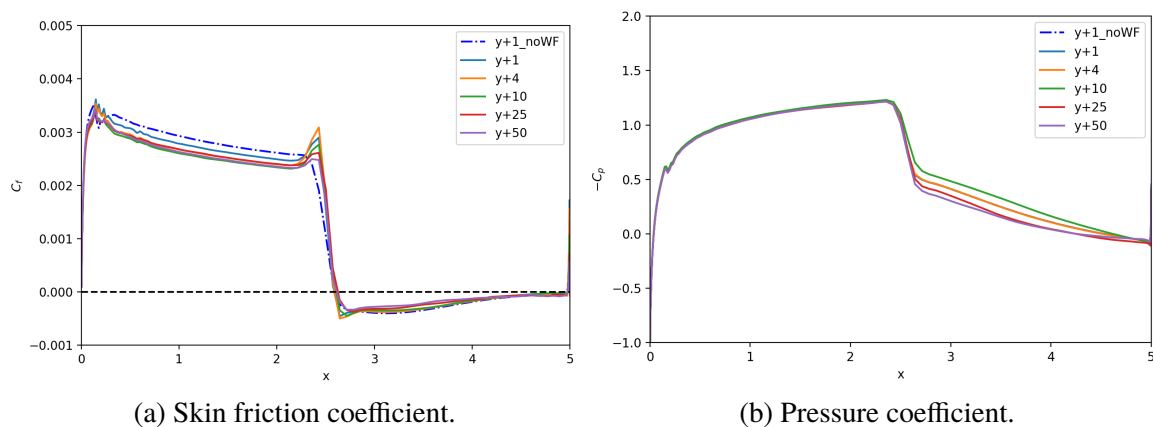 0.005
0.004
0.003
0.002
0.001
0.000
−0.001
C_f
0 1 2 3 4 5
x
y+1_noWF
y+1
y+4
y+10
y+25
y+50
(a) Skin friction coefficient.
2.0
1.5
1.0
0.5
0.0
−0.5
−1.0
−C_p
0 1 2 3 4 5
x
y+1_noWF
y+1
y+4
y+10
y+25
y+50
(b) Pressure coefficient.